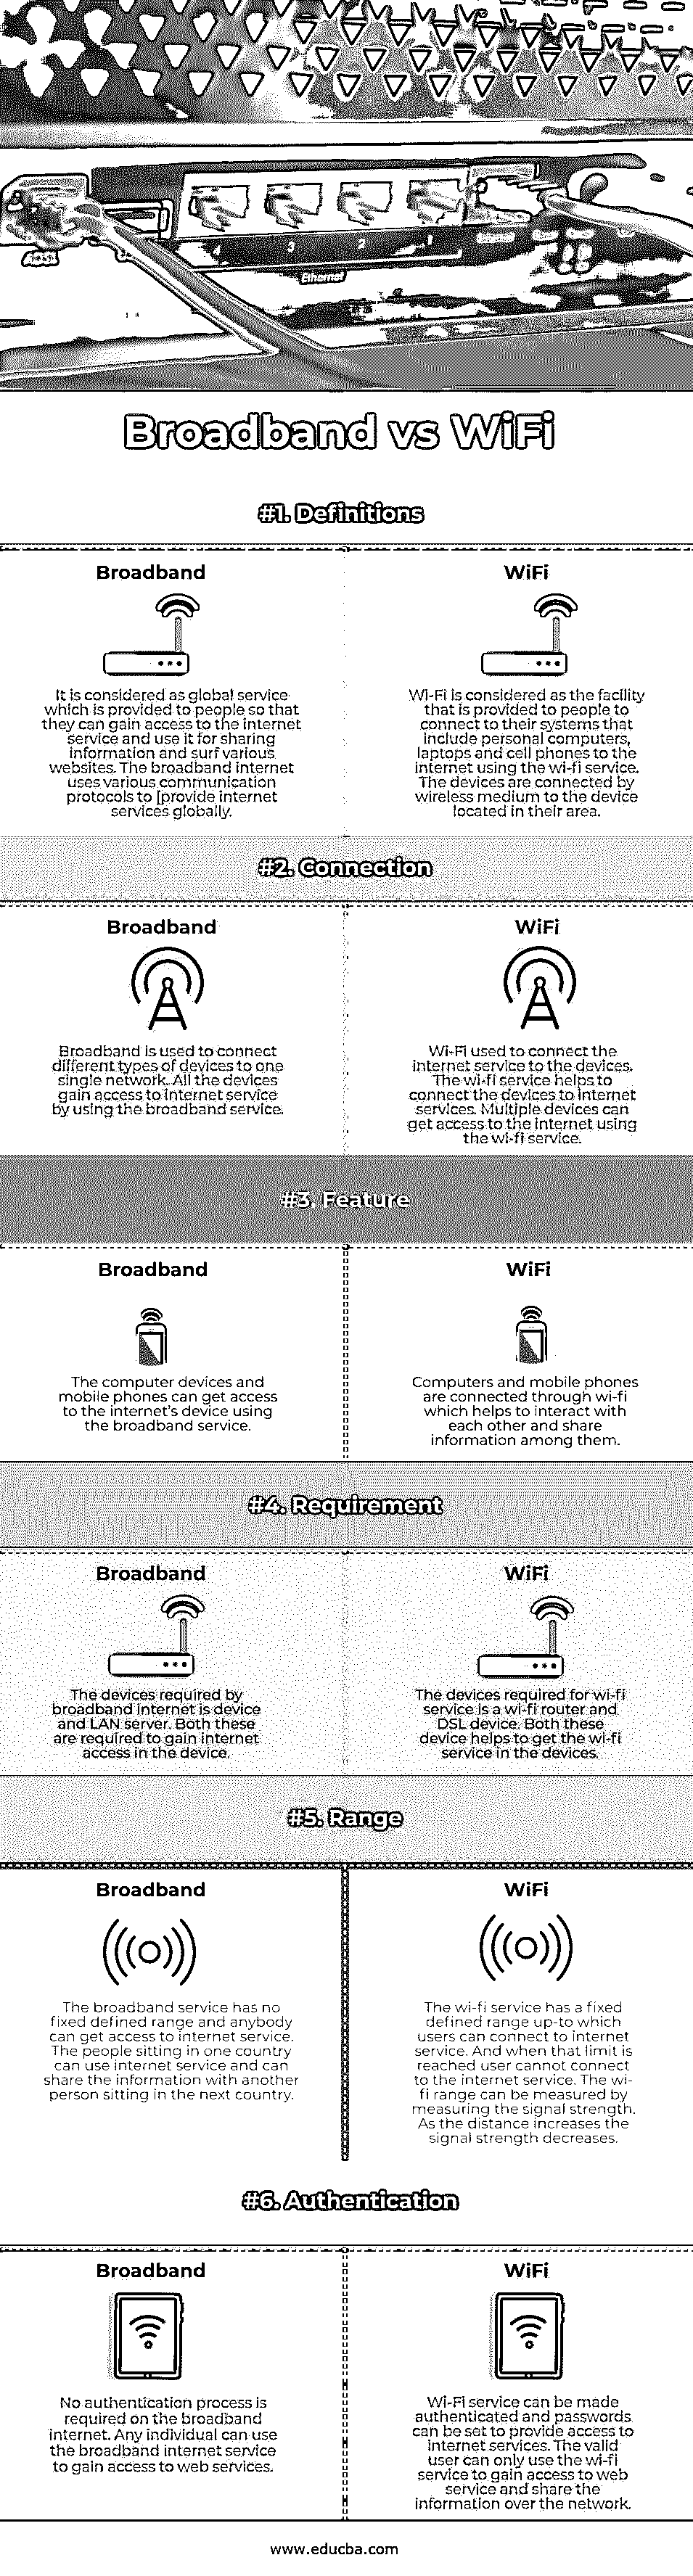 ADSL
4 3 2 1
Ethernet
Broadband vs WiFi
#1. Definitions
Broadband
It is considered as global service
which is provided to people so that
they can gain access to the internet
service and use it for sharing
information and surf various
websites. The broadband internet
uses various communication
protocols to [provide internet
services globally.
WiFi
Wi-Fi is considered as the facility
that is provided to people to
connect to their systems that
include personal computers,
laptops and cell phones to the
internet using the wi-fi service.
The devices are connected by
wireless medium to the device
located in their area.
#2. Connection
Broadband
Broadband is used to connect
different types of devices to one
single network. All the devices
gain access to internet service
by using the broadband service.
WiFi
Wi-Fi used to connect the
internet service to the devices.
The wi-fi service helps to
connect the devices to internet
services. Multiple devices can
get access to the internet using
the wi-fi service.
#3. Feature
Broadband
The computer devices and
mobile phones can get access
to the internet's device using
the broadband service.
WiFi
Computers and mobile phones
are connected through wi-fi
which helps to interact with
each other and share
information among them.
#4. Requirement
Broadband
The devices required by
broadband internet is device
and LAN server. Both these
are required to gain internet
access in the device.
WiFi
The devices required for wi-fi
service is a wi-fi router and
DSL device. Both these
device helps to get the wi-fi
service in the devices.
#5. Range
Broadband
The broadband service has no
fixed defined range and anybody
can get access to internet service.
The people sitting in one country
can use internet service and can
share the information with another
person sitting in the next country.
WiFi
The wi-fi service has a fixed
defined range up-to which
users can connect to internet
service. And when that limit is
reached user cannot connect
to the internet service. The wi-
fi range can be measured by
measuring the signal strength.
As the distance increases the
signal strength decreases.
#6. Authentication
Broadband
No authentication process is
required on the broadband
internet. Any individual can use
the broadband internet service
to gain access to web services.
WiFi
Wi-Fi service can be made
authenticated and passwords
can be set to provide access to
internet services. The valid
user can only use the wi-fi
service to gain access to web
service and share the
information over the network.
www.educba.com